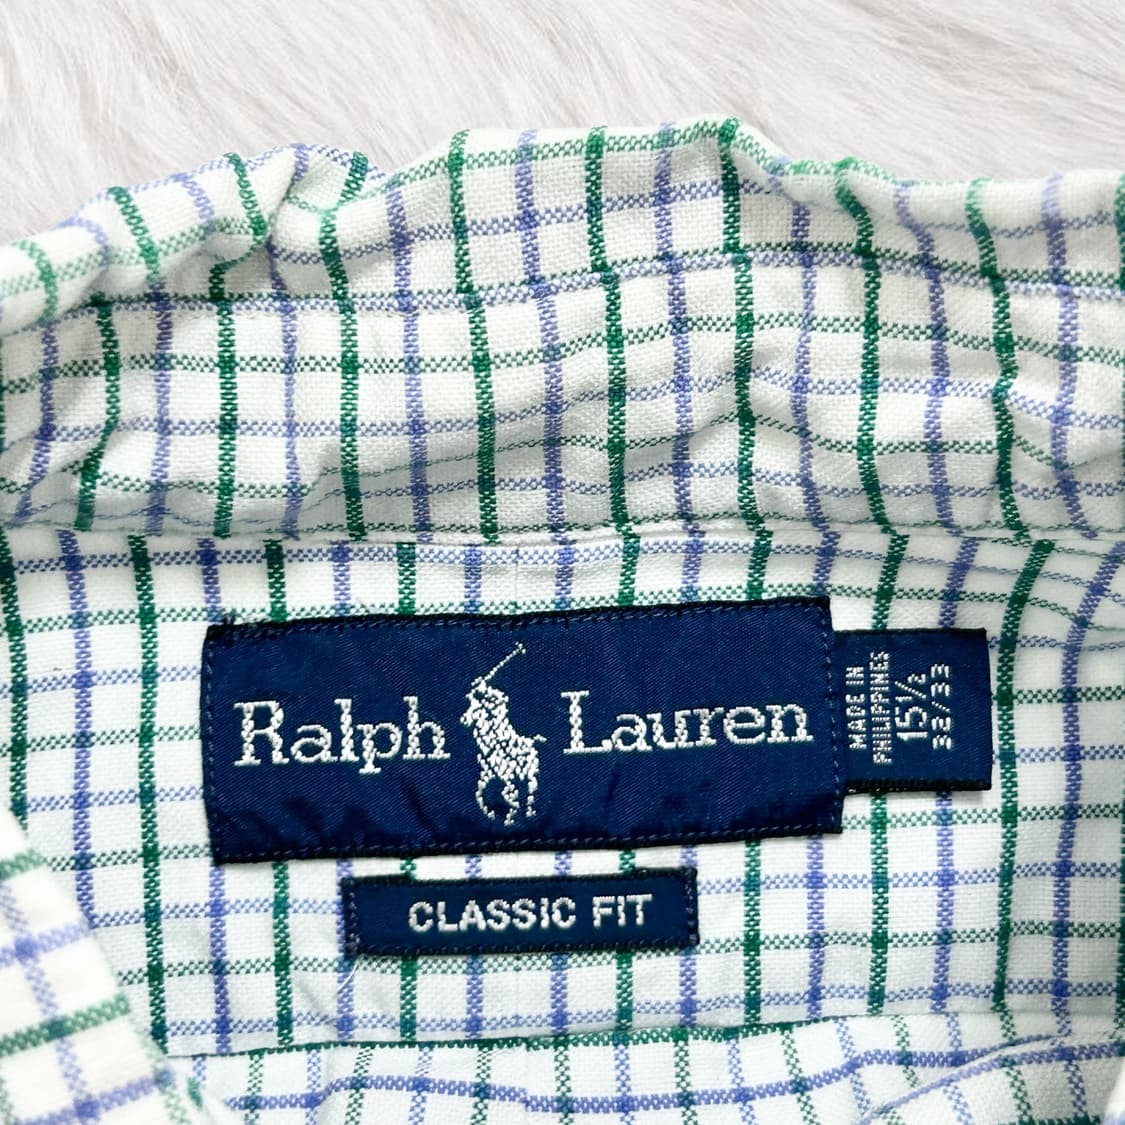 Ralph Lauren
MADE IN
PHILIPPINES
15½
32/33
CLASSIC FIT